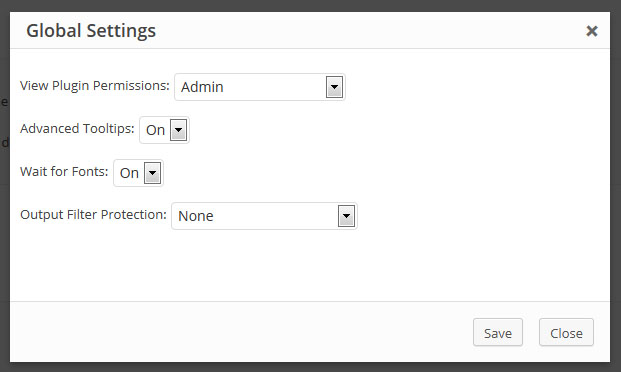 Global Settings
View Plugin Permissions: Admin
Advanced Tooltips: On
Wait for Fonts: On
Output Filter Protection: None
Save Close
e
d